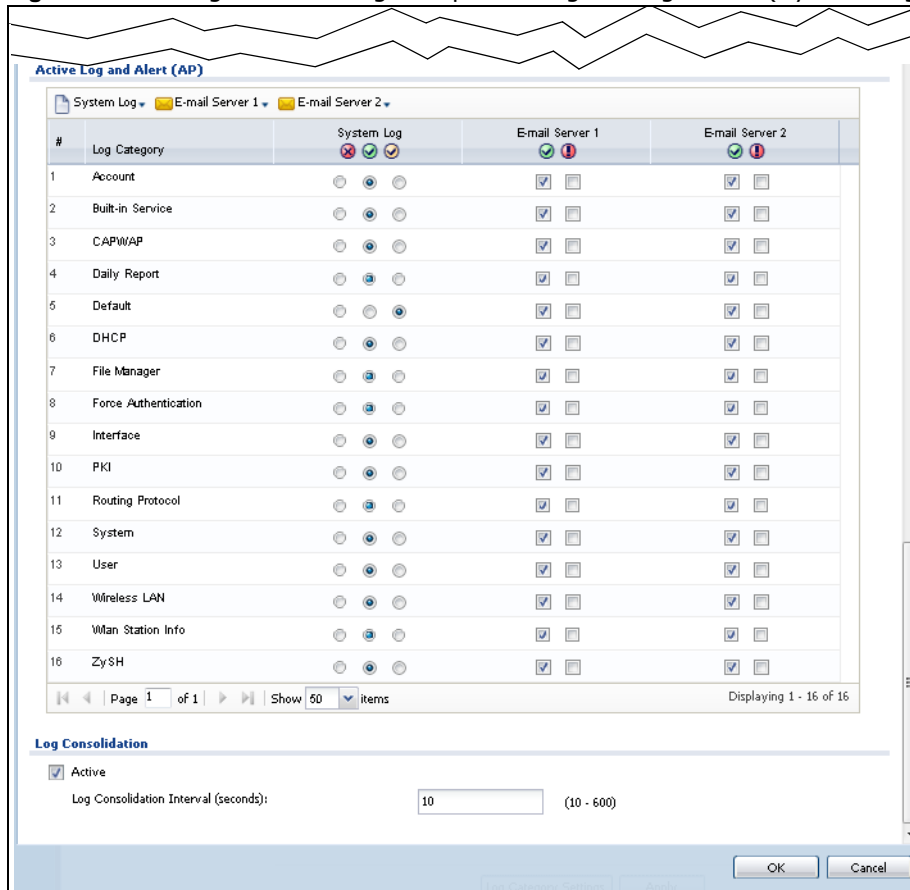 Active Log and Alert (AP)
System Log E-mail Server 1 E-mail Server 2
# Log Category System Log E-mail Server 1 E-mail Server 2
1 Account
2 Built-in Service
3 CAPWAP
4 Daily Report
5 Default
6 DHCP
7 File Manager
8 Force Authentication
9 Interface
10 PKI
11 Routing Protocol
12 System
13 User
14 Wireless LAN
15 Wlan Station Info
16 ZySH
Page 1 of 1 Show 50 items Displaying 1 - 16 of 16
Log Consolidation
Active
Log Consolidation Interval (seconds): 10 (10 - 600)
OK Cancel